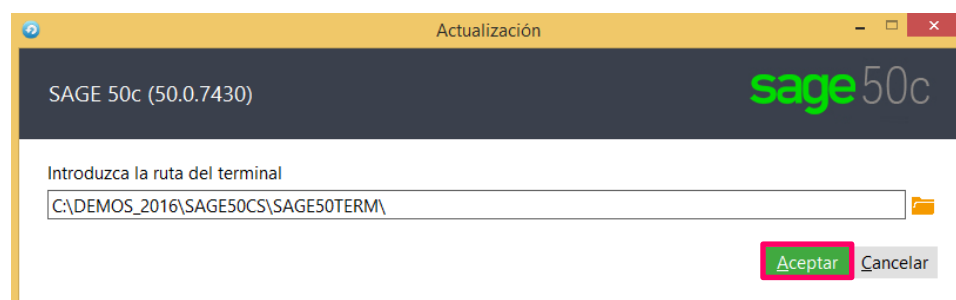 Actualización
SAGE 50c (50.0.7430)
sage 50c
Introduzca la ruta del terminal
C:\DEMOS_2016\SAGE50CS\SAGE50TERM\
Aceptar Cancelar